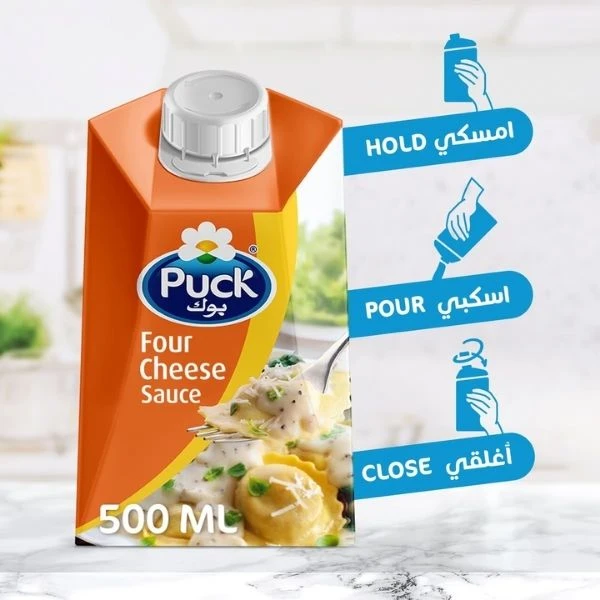 HOLD امسكي
Puck®
بوك
POUR اسكبي
Four
Cheese
Sauce
CLOSE أغلقي
500 ML